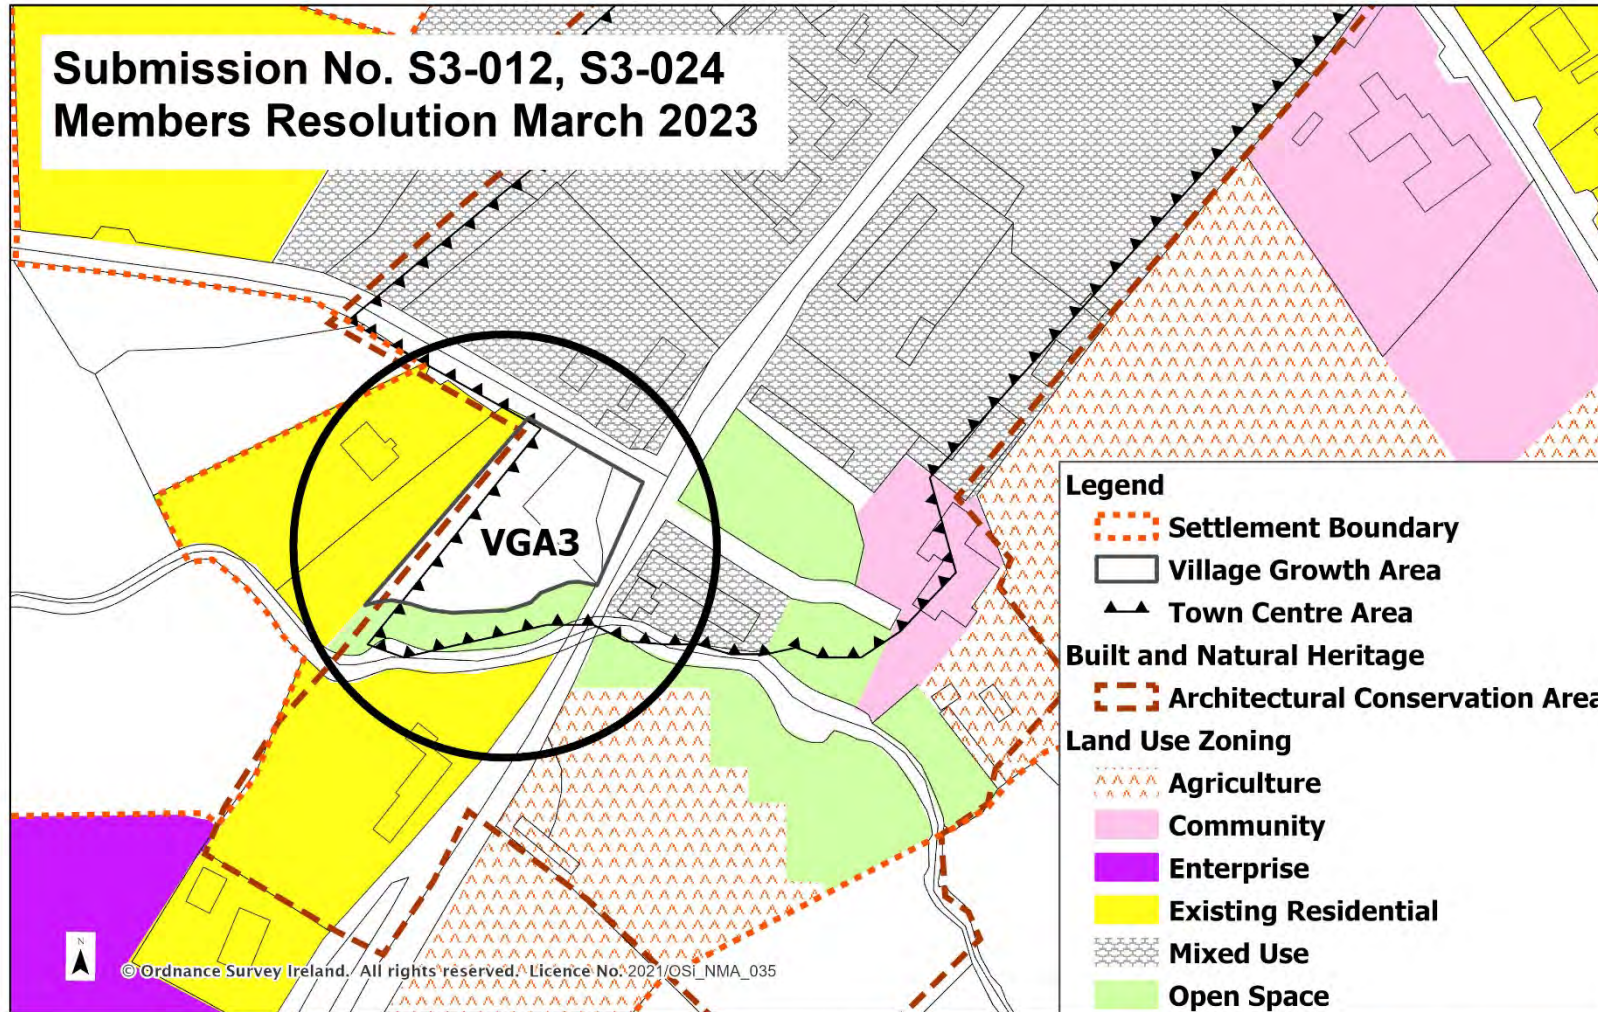 Submission No. S3-012, S3-024
Members Resolution March 2023
VGA3
Legend
Settlement Boundary
Village Growth Area
Town Centre Area
Built and Natural Heritage
Architectural Conservation Area
Land Use Zoning
Agriculture
Community
Enterprise
Existing Residential
Mixed Use
Open Space
N
© Ordnance Survey Ireland. All rights reserved. Licence No. 2021/OSi_NMA_035